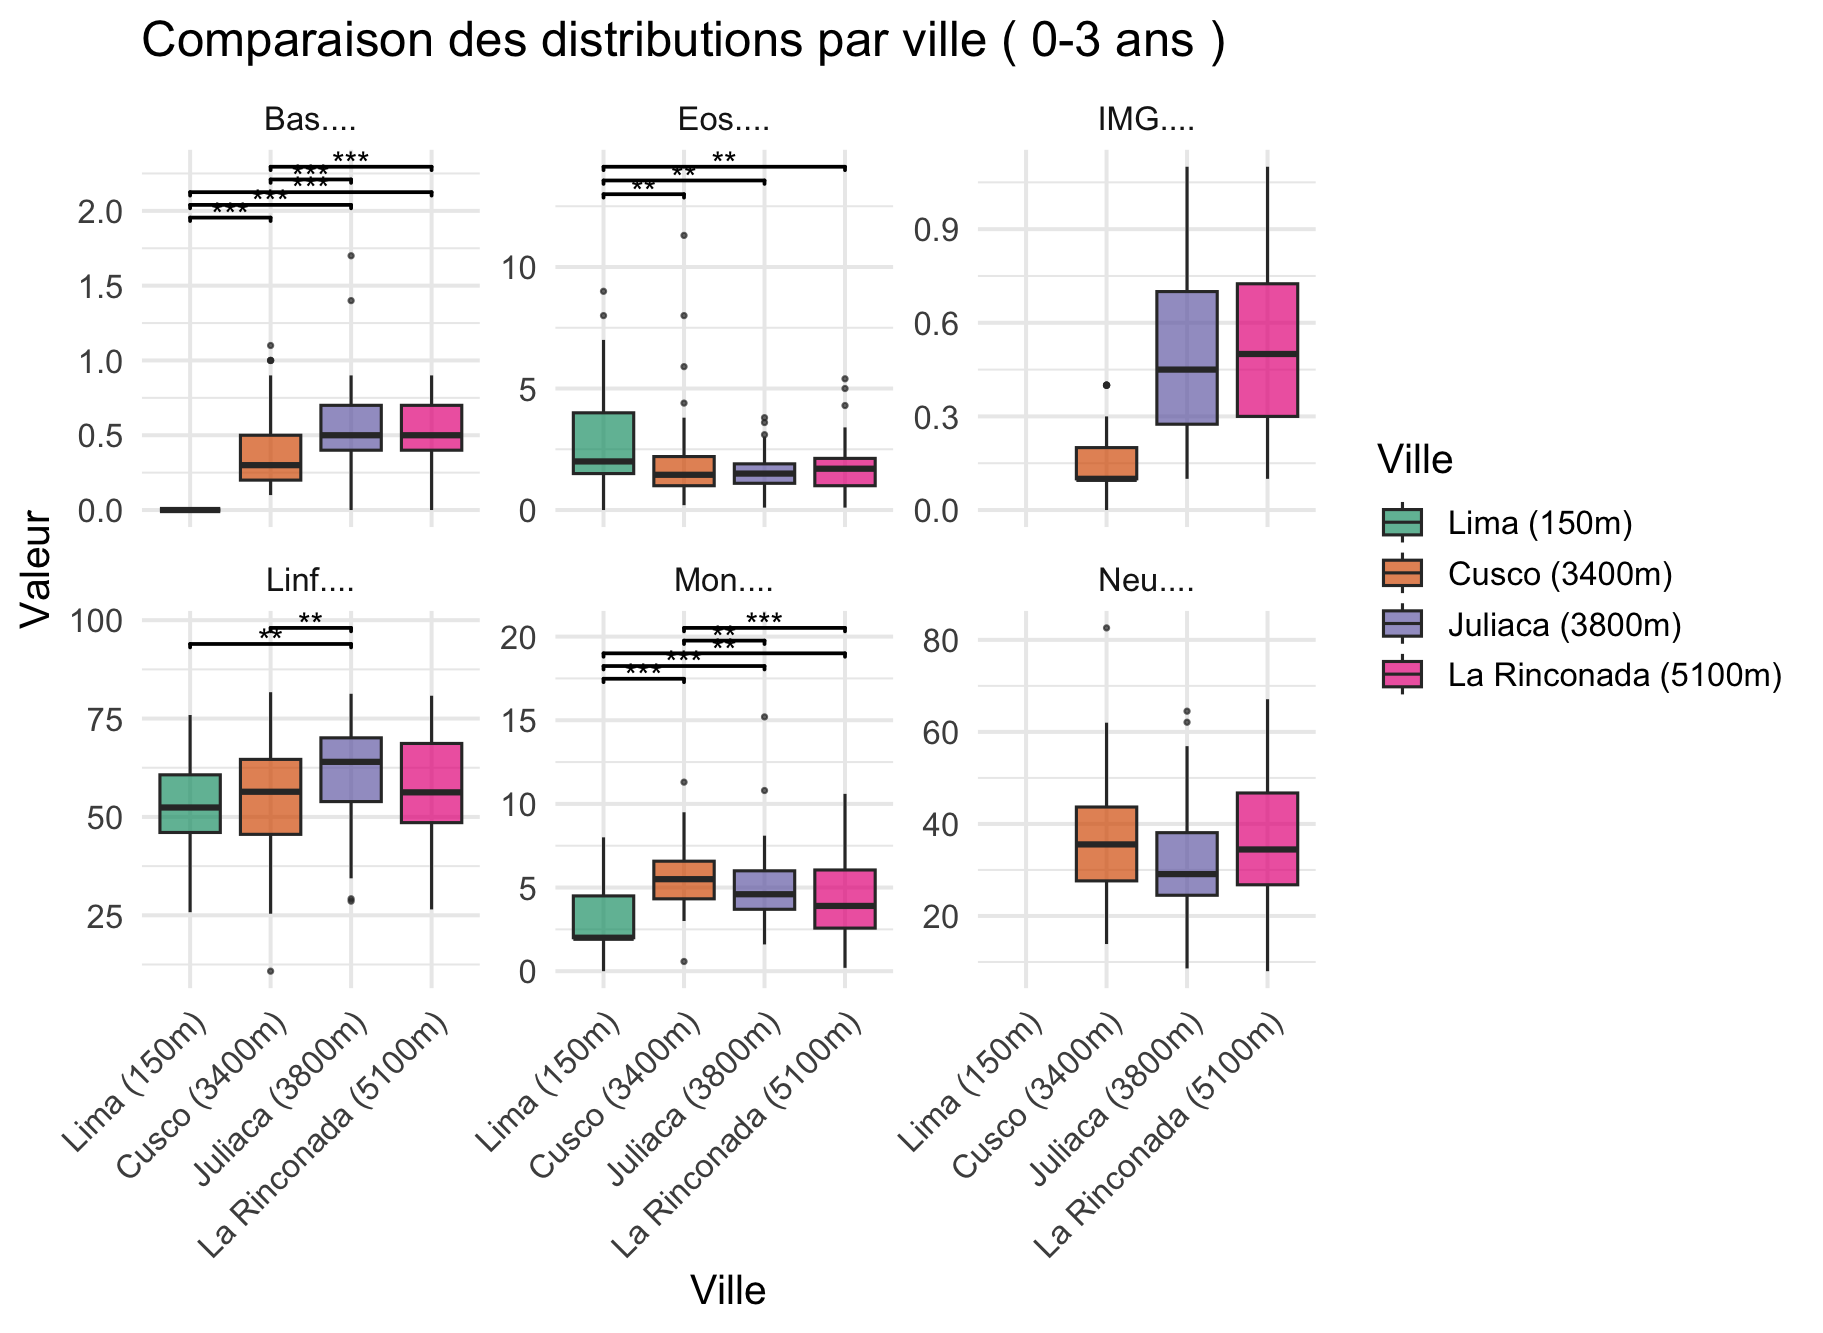 Comparaison des distributions par ville ( 0-3 ans )
Bas....
Eos....
IMG....
***
***
***
***
***
2.0
1.5
1.0
0.5
0.0
**
**
**
10
5
0
0.9
0.6
0.3
0.0
Valeur
Linf....
Mon....
Neu....
**
**
100
75
50
25
***
**
**
***
***
20
15
10
5
0
80
60
40
20
Lima (150m)
Cusco (3400m)
Juliaca (3800m)
La Rinconada (5100m)
Lima (150m)
Cusco (3400m)
Juliaca (3800m)
La Rinconada (5100m)
Lima (150m)
Cusco (3400m)
Juliaca (3800m)
La Rinconada (5100m)
Ville
Ville
Lima (150m)
Cusco (3400m)
Juliaca (3800m)
La Rinconada (5100m)